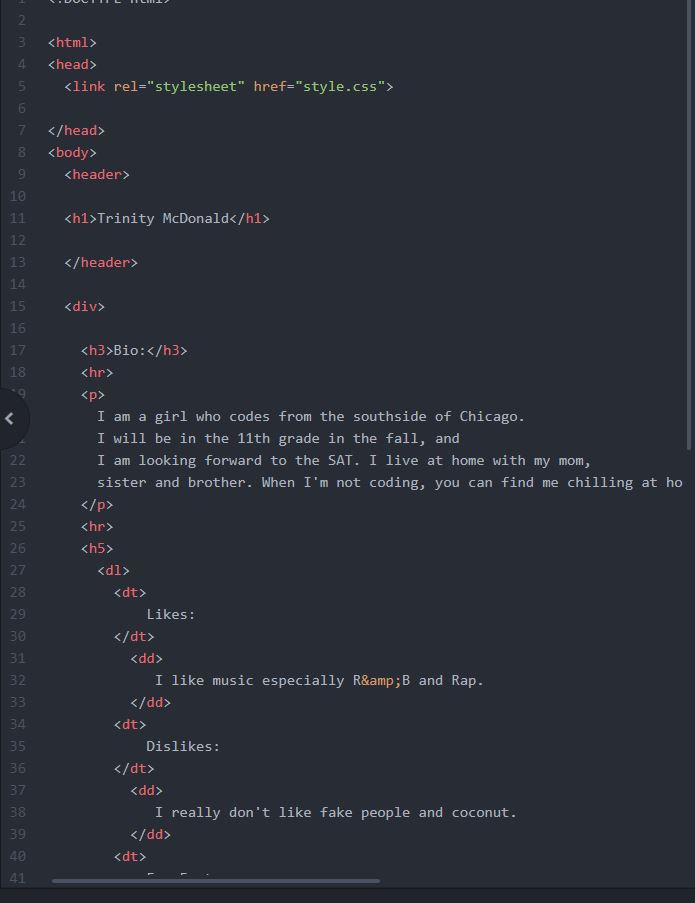 2
3 <html>
4 <head>
5 <link rel="stylesheet" href="style.css">
6
7 </head>
8 <body>
9 <header>
10
11 <h1>Trinity McDonald</h1>
12
13 </header>
14
15 <div>
16
17 <h3>Bio:</h3>
18 <hr>
<p>
I am a girl who codes from the southside of Chicago.
I will be in the 11th grade in the fall, and
22 I am looking forward to the SAT. I live at home with my mom,
23 sister and brother. When I'm not coding, you can find me chilling at ho
24 </p>
25 <hr>
26 <h5>
27 <dl>
28 <dt>
29 Likes:
30 </dt>
31 <dd>
32 I like music especially R&amp;B and Rap.
33 </dd>
34 <dt>
35 Dislikes:
36 </dt>
37 <dd>
38 I really don't like fake people and coconut.
39 </dd>
40 <dt>
41